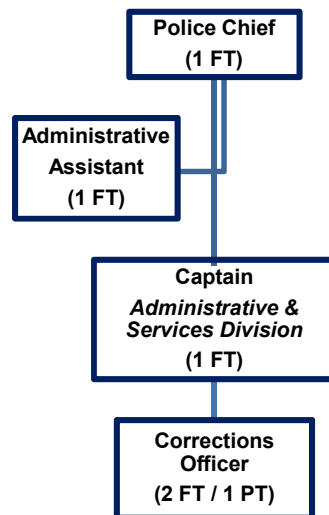 Police Chief
(1 FT)
Administrative
Assistant
(1 FT)
Captain
Administrative &
Services Division
(1 FT)
Corrections
Officer
(2 FT / 1 PT)